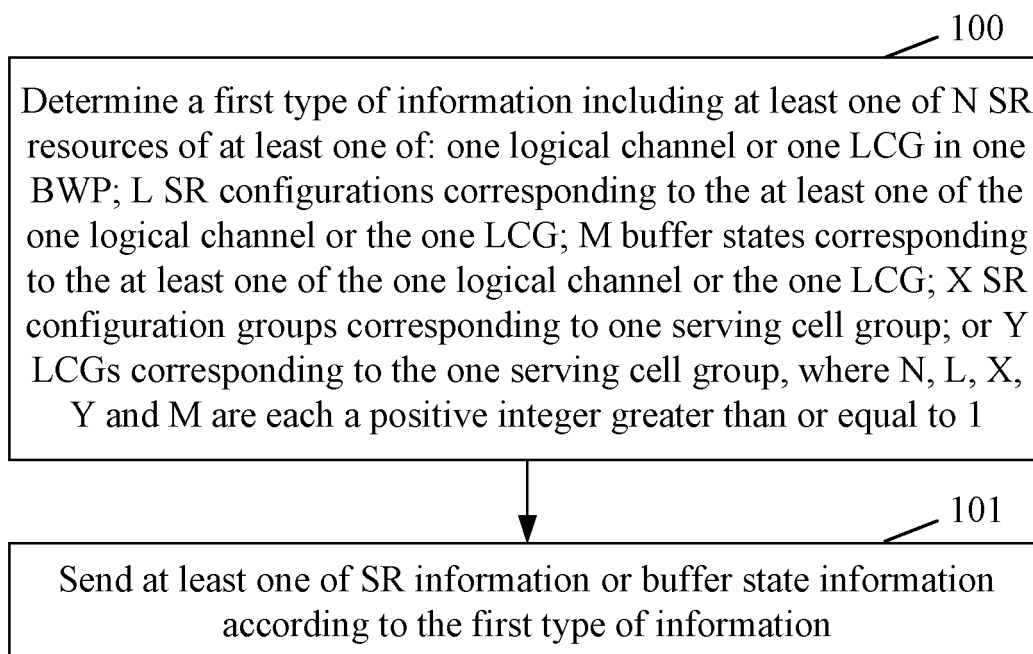 100
Determine a first type of information including at least one of N SR
resources of at least one of: one logical channel or one LCG in one
BWP; L SR configurations corresponding to the at least one of the
one logical channel or the one LCG; M buffer states corresponding
to the at least one of the one logical channel or the one LCG; X SR
configuration groups corresponding to one serving cell group; or Y
LCGs corresponding to the one serving cell group, where N, L, X,
Y and M are each a positive integer greater than or equal to 1
101
Send at least one of SR information or buffer state information
according to the first type of information